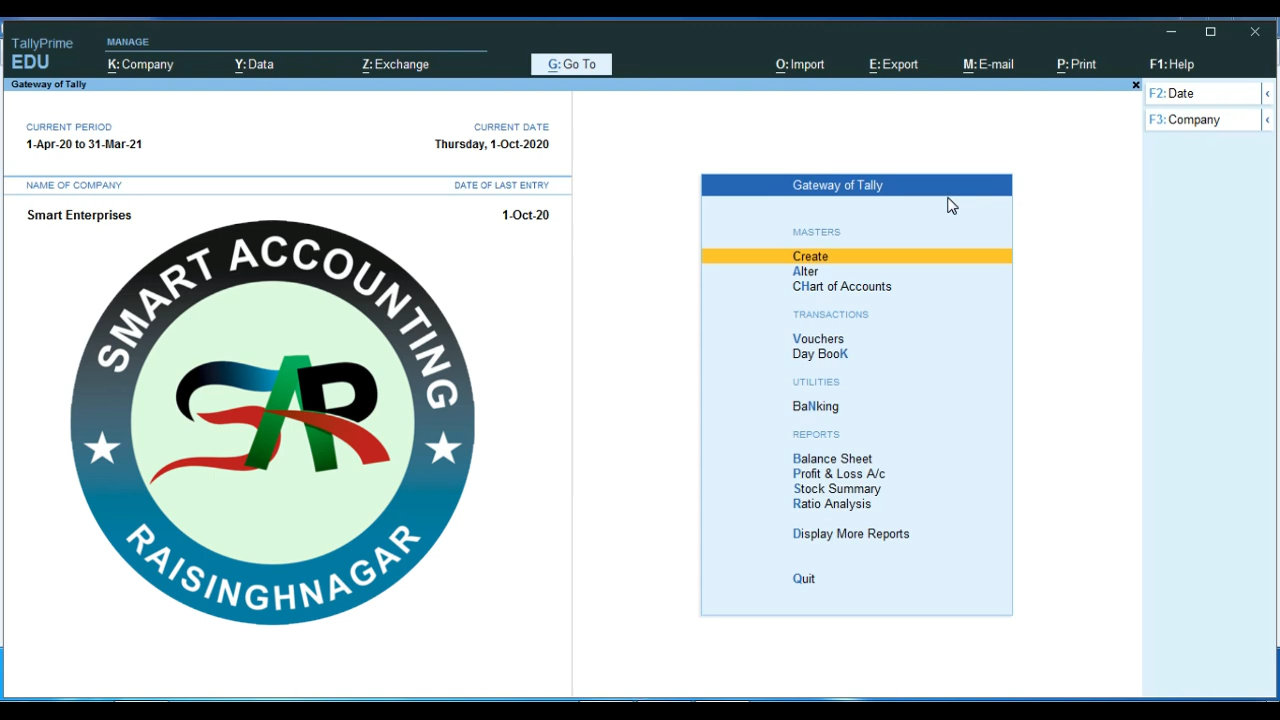 TallyPrime
EDU
MANAGE
K: Company
Y: Data
Z: Exchange
G: Go To
O: Import
E: Export
M: E-mail
P: Print
F1: Help
Gateway of Tally
CURRENT PERIOD
1-Apr-20 to 31-Mar-21
CURRENT DATE
Thursday, 1-Oct-2020
NAME OF COMPANY
DATE OF LAST ENTRY
Smart Enterprises
1-Oct-20
SMART ACCOUNTING
SAR
RAISINGHNAGAR
Gateway of Tally
MASTERS
Create
Alter
CHart of Accounts
TRANSACTIONS
Vouchers
Day BooK
UTILITIES
BaNking
REPORTS
Balance Sheet
Profit & Loss A/c
Stock Summary
Ratio Analysis
Display More Reports
Quit
F2: Date
F3: Company